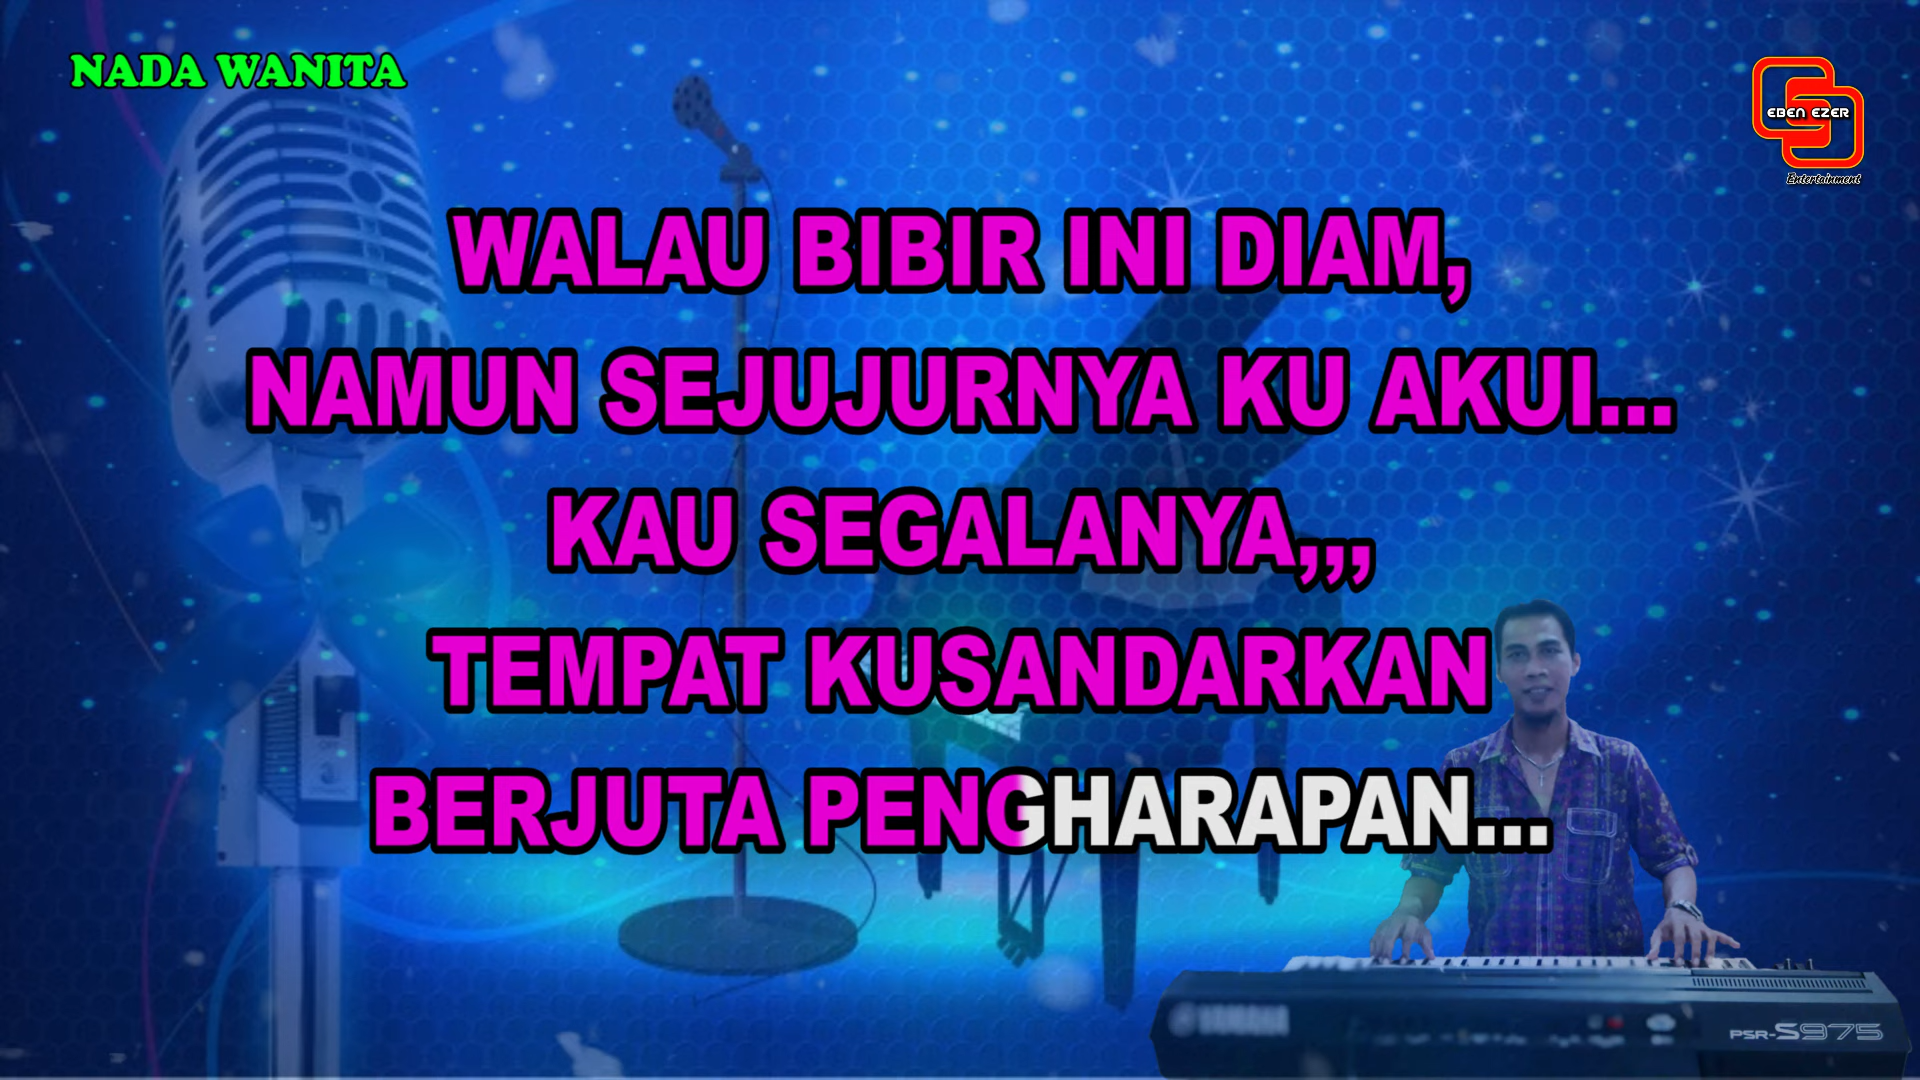 NADA WANITA
EBEN EZER
Entertainment
WALAU BIBIR INI DIAM,
NAMUN SEJUJURNYA KU AKUI...
KAU SEGALANYA,,,
TEMPAT KUSANDARKAN
BERJUTA PENGHARAPAN...
YAMAHA
PSR-S975